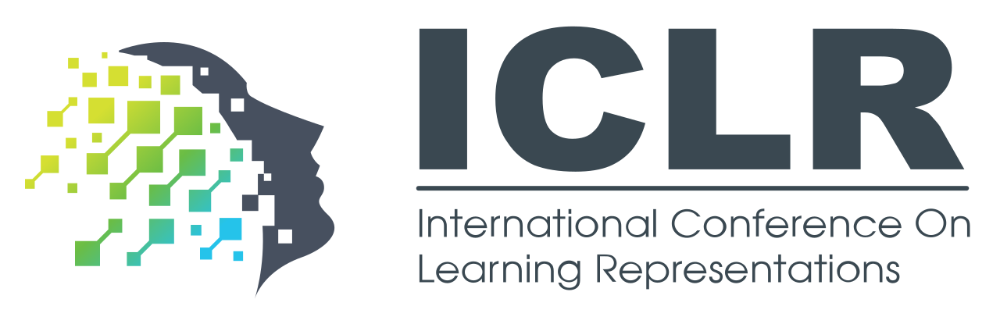 ICLR
International Conference On
Learning Representations